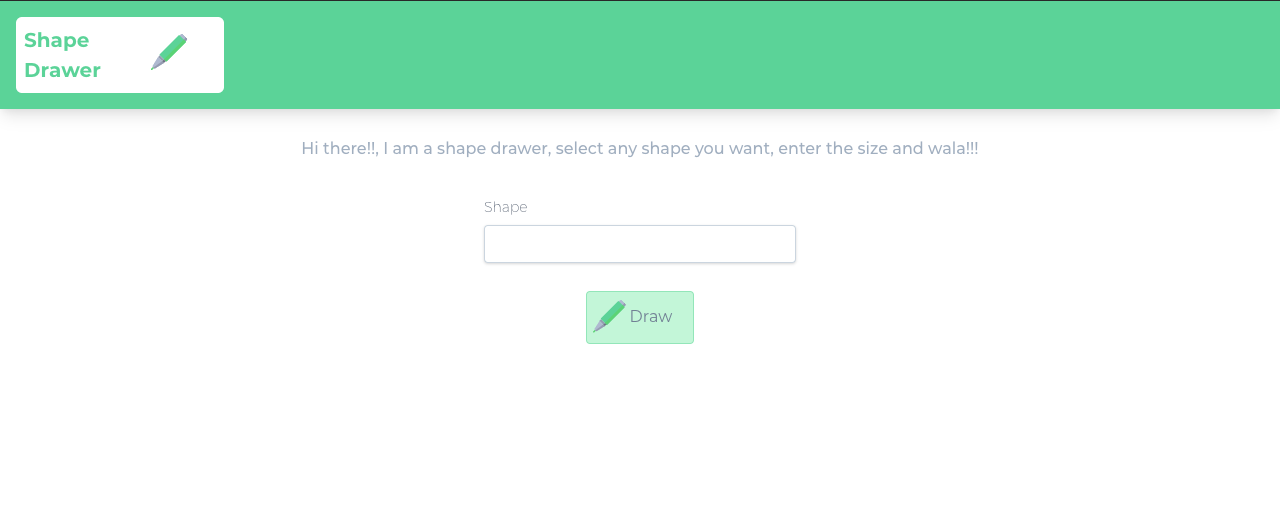 Shape
Drawer
Hi there!!, I am a shape drawer, select any shape you want, enter the size and wala!!!
Shape
Draw